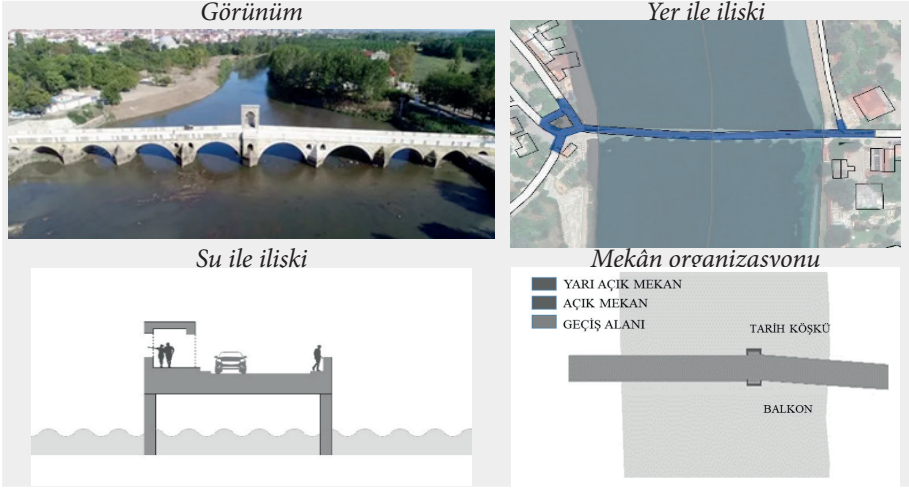 Görünüm
Yer ile ilişki
Su ile ilişki
Mekân organizasyonu
YARI AÇIK MEKAN
AÇIK MEKAN
GEÇİŞ ALANI
TARİH KÖŞKÜ
BALKON